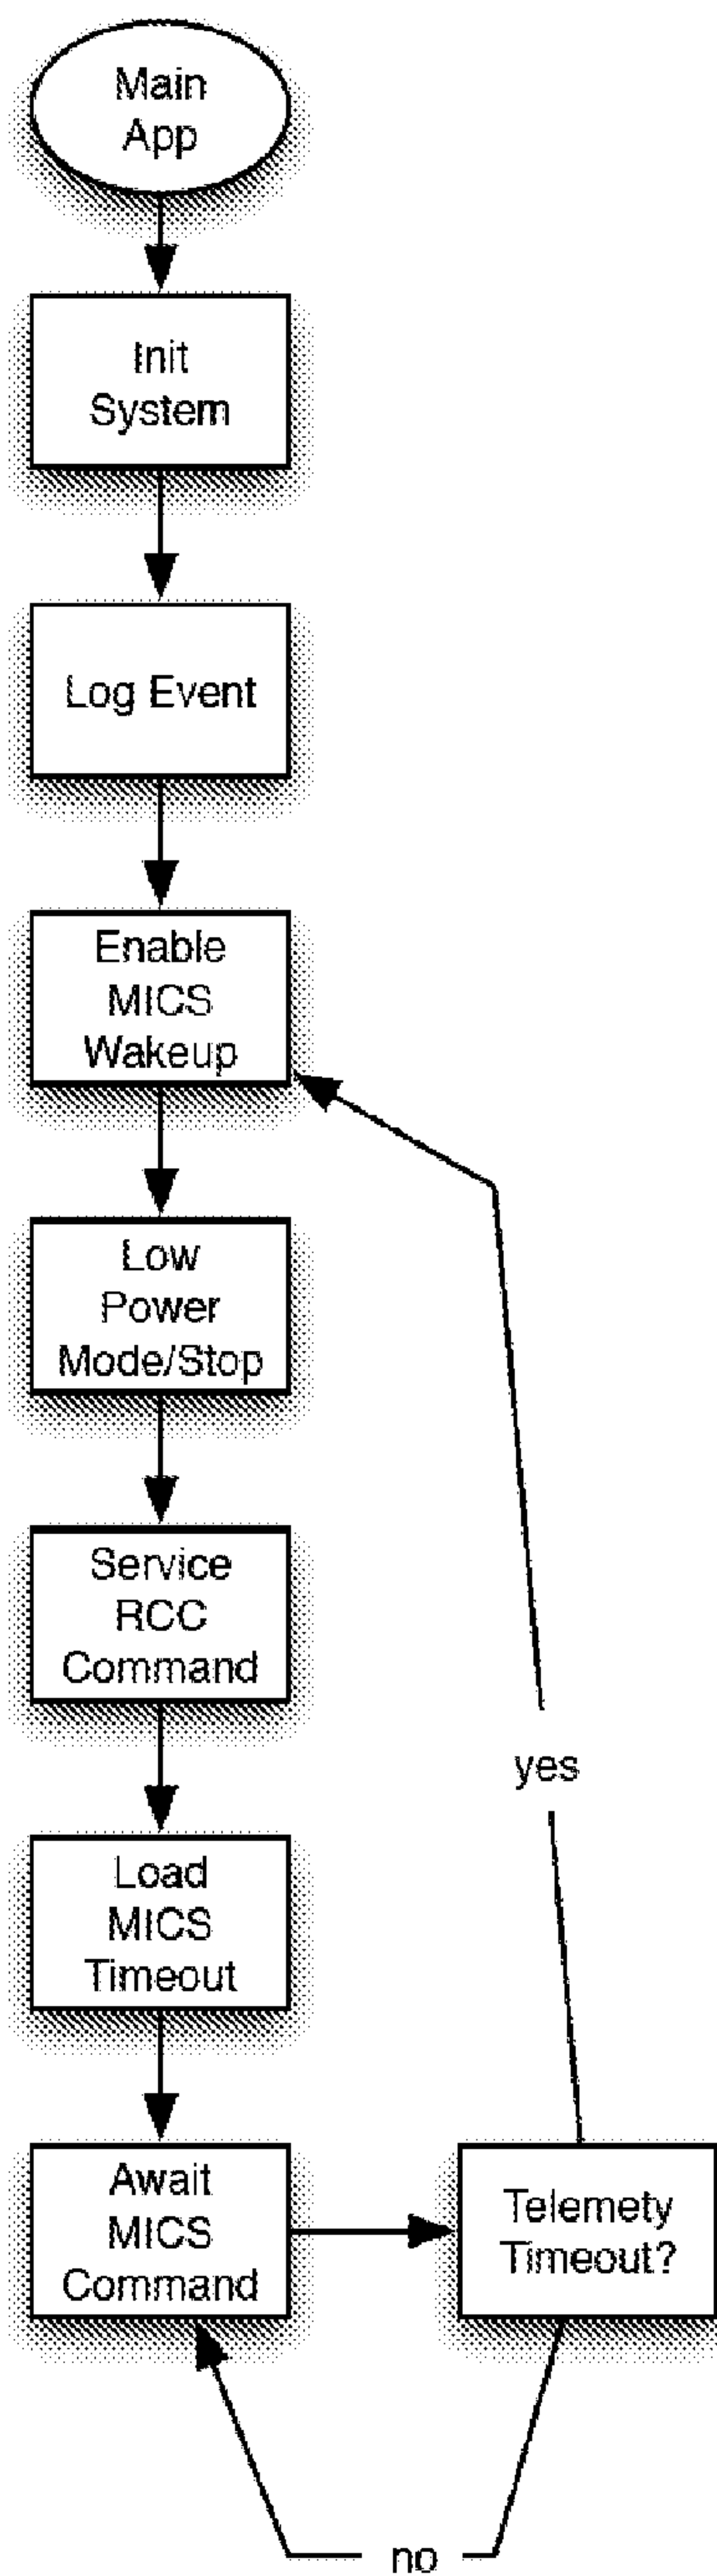 Main
App
Init
System
Log Event
Enable
MICS
Wakeup
Low
Power
Mode/Stop
Service
RCC
Command
yes
Load
MICS
Timeout
Await
MICS
Command
Telemety
Timeout?
no